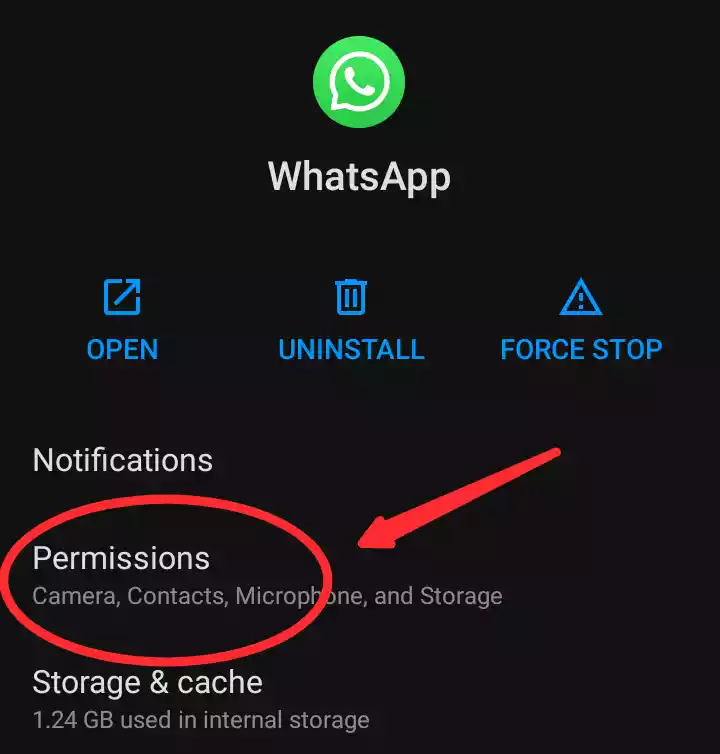 WhatsApp
OPEN UNINSTALL FORCE STOP
Notifications
Permissions
Camera, Contacts, Microphone, and Storage
Storage & cache
1.24 GB used in internal storage